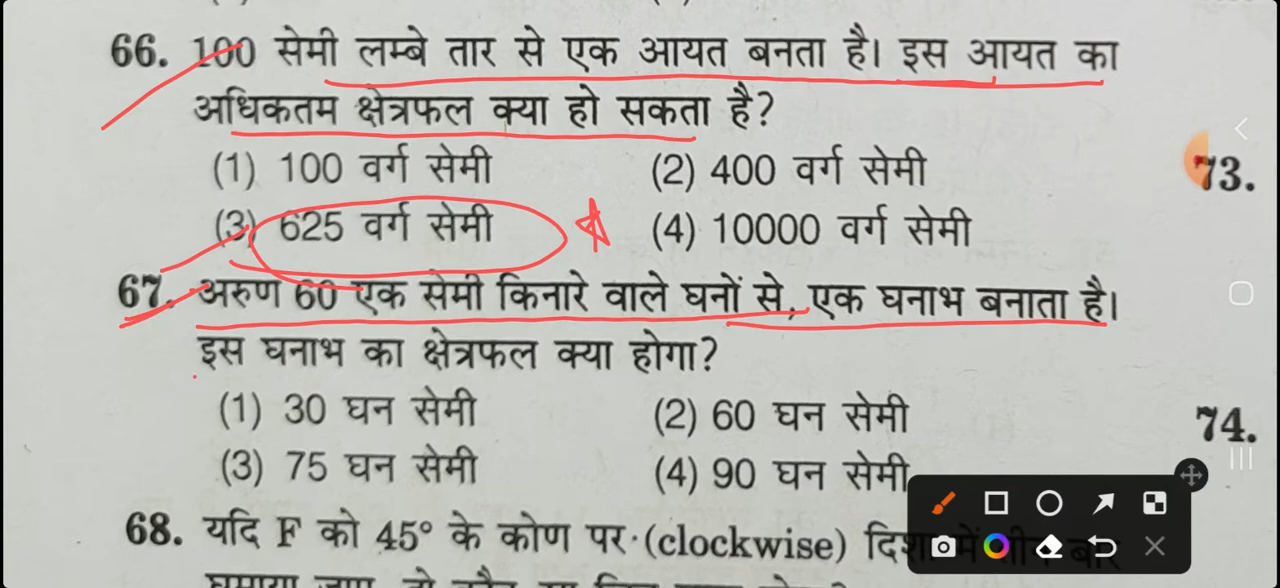 66. 100 सेमी लम्बे तार से एक आयत बनता है। इस आयत का
अधिकतम क्षेत्रफल क्या हो सकता है?
(1) 100 वर्ग सेमी (2) 400 वर्ग सेमी
(3) 625 वर्ग सेमी (4) 10000 वर्ग सेमी
67. अरुण 60 एक सेमी किनारे वाले घनों से, एक घनाभ बनाता है।
इस घनाभ का क्षेत्रफल क्या होगा?
(1) 30 घन सेमी (2) 60 घन सेमी
(3) 75 घन सेमी (4) 90 घन सेमी
68. यदि F को 45° के कोण पर (clockwise)
73.
74.